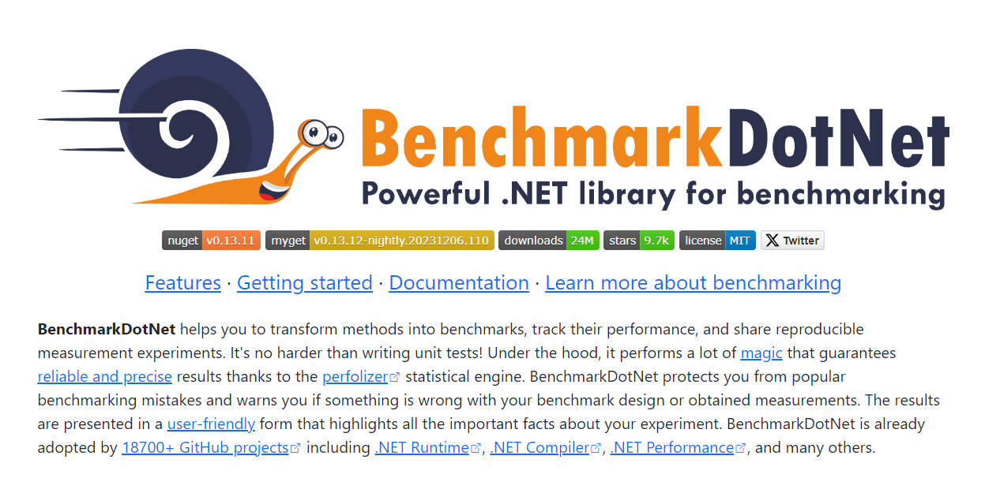 BenchmarkDotNet
Powerful .NET library for benchmarking
nuget v0.13.11 myget v0.13.12-nightly.20231206.110 downloads 24M stars 9.7k license MIT X Twitter
Features · Getting started · Documentation · Learn more about benchmarking
BenchmarkDotNet helps you to transform methods into benchmarks, track their performance, and share reproducible
measurement experiments. It's no harder than writing unit tests! Under the hood, it performs a lot of magic that guarantees
reliable and precise results thanks to the perfolizer statistical engine. BenchmarkDotNet protects you from popular
benchmarking mistakes and warns you if something is wrong with your benchmark design or obtained measurements. The results
are presented in a user-friendly form that highlights all the important facts about your experiment. BenchmarkDotNet is already
adopted by 18700+ GitHub projects including .NET Runtime, .NET Compiler, .NET Performance, and many others.